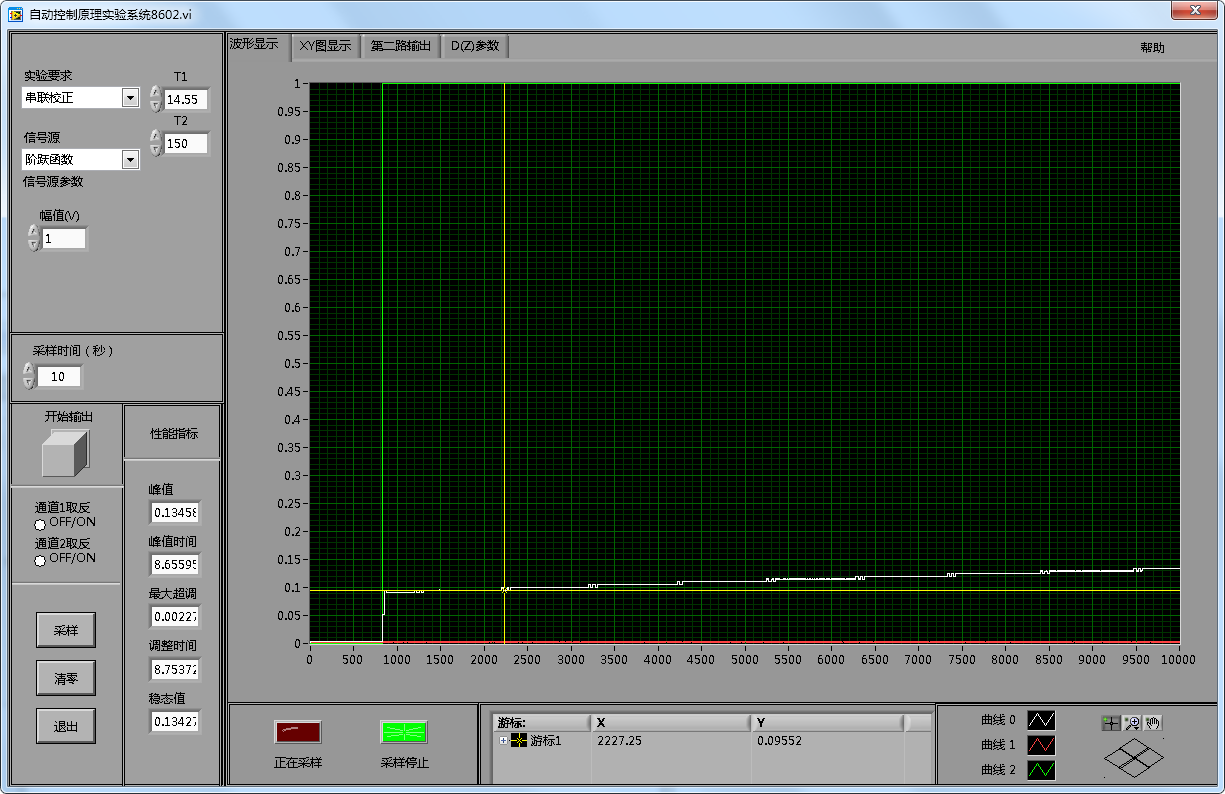 自动控制原理实验系统8602.vi
波形显示
XY图显示
第二路输出
D(Z)参数
帮助
实验要求
串联校正
T1
14.55
T2
150
信号源
阶跃函数
信号源参数
幅值(V)
1
采样时间（秒）
10
开始输出
通道1取反
OFF/ON
通道2取反
OFF/ON
采样
清零
退出
性能指标
峰值
0.13458
峰值时间
8.65595
最大超调
0.00227
调整时间
8.75372
稳态值
0.13427
1
0.95
0.9
0.85
0.8
0.75
0.7
0.65
0.6
0.55
0.5
0.45
0.4
0.35
0.3
0.25
0.2
0.15
0.1
0.05
0
0 500 1000 1500 2000 2500 3000 3500 4000 4500 5000 5500 6000 6500 7000 7500 8000 8500 9000 9500 10000
正在采样
采样停止
游标: X Y
游标1 2227.25 0.09552
曲线 0
曲线 1
曲线 2